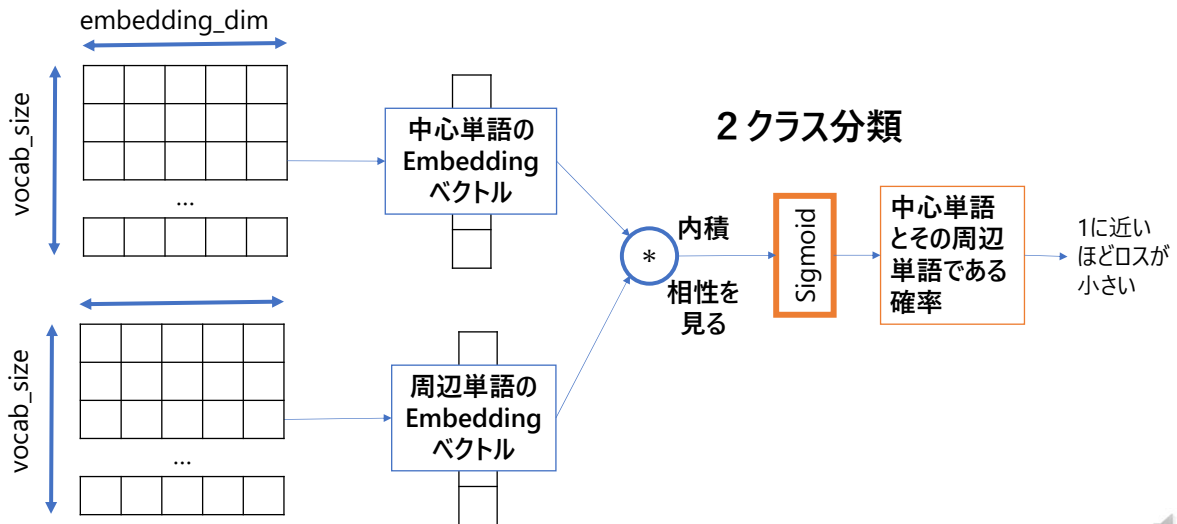 embedding_dim
vocab_size
...
中心単語の
Embedding
ベクトル
2 クラス分類
*
内積
相性を
見る
Sigmoid
中心単語
とその周辺
単語である
確率
1に近い
ほどロスが
小さい
vocab_size
...
周辺単語の
Embedding
ベクトル